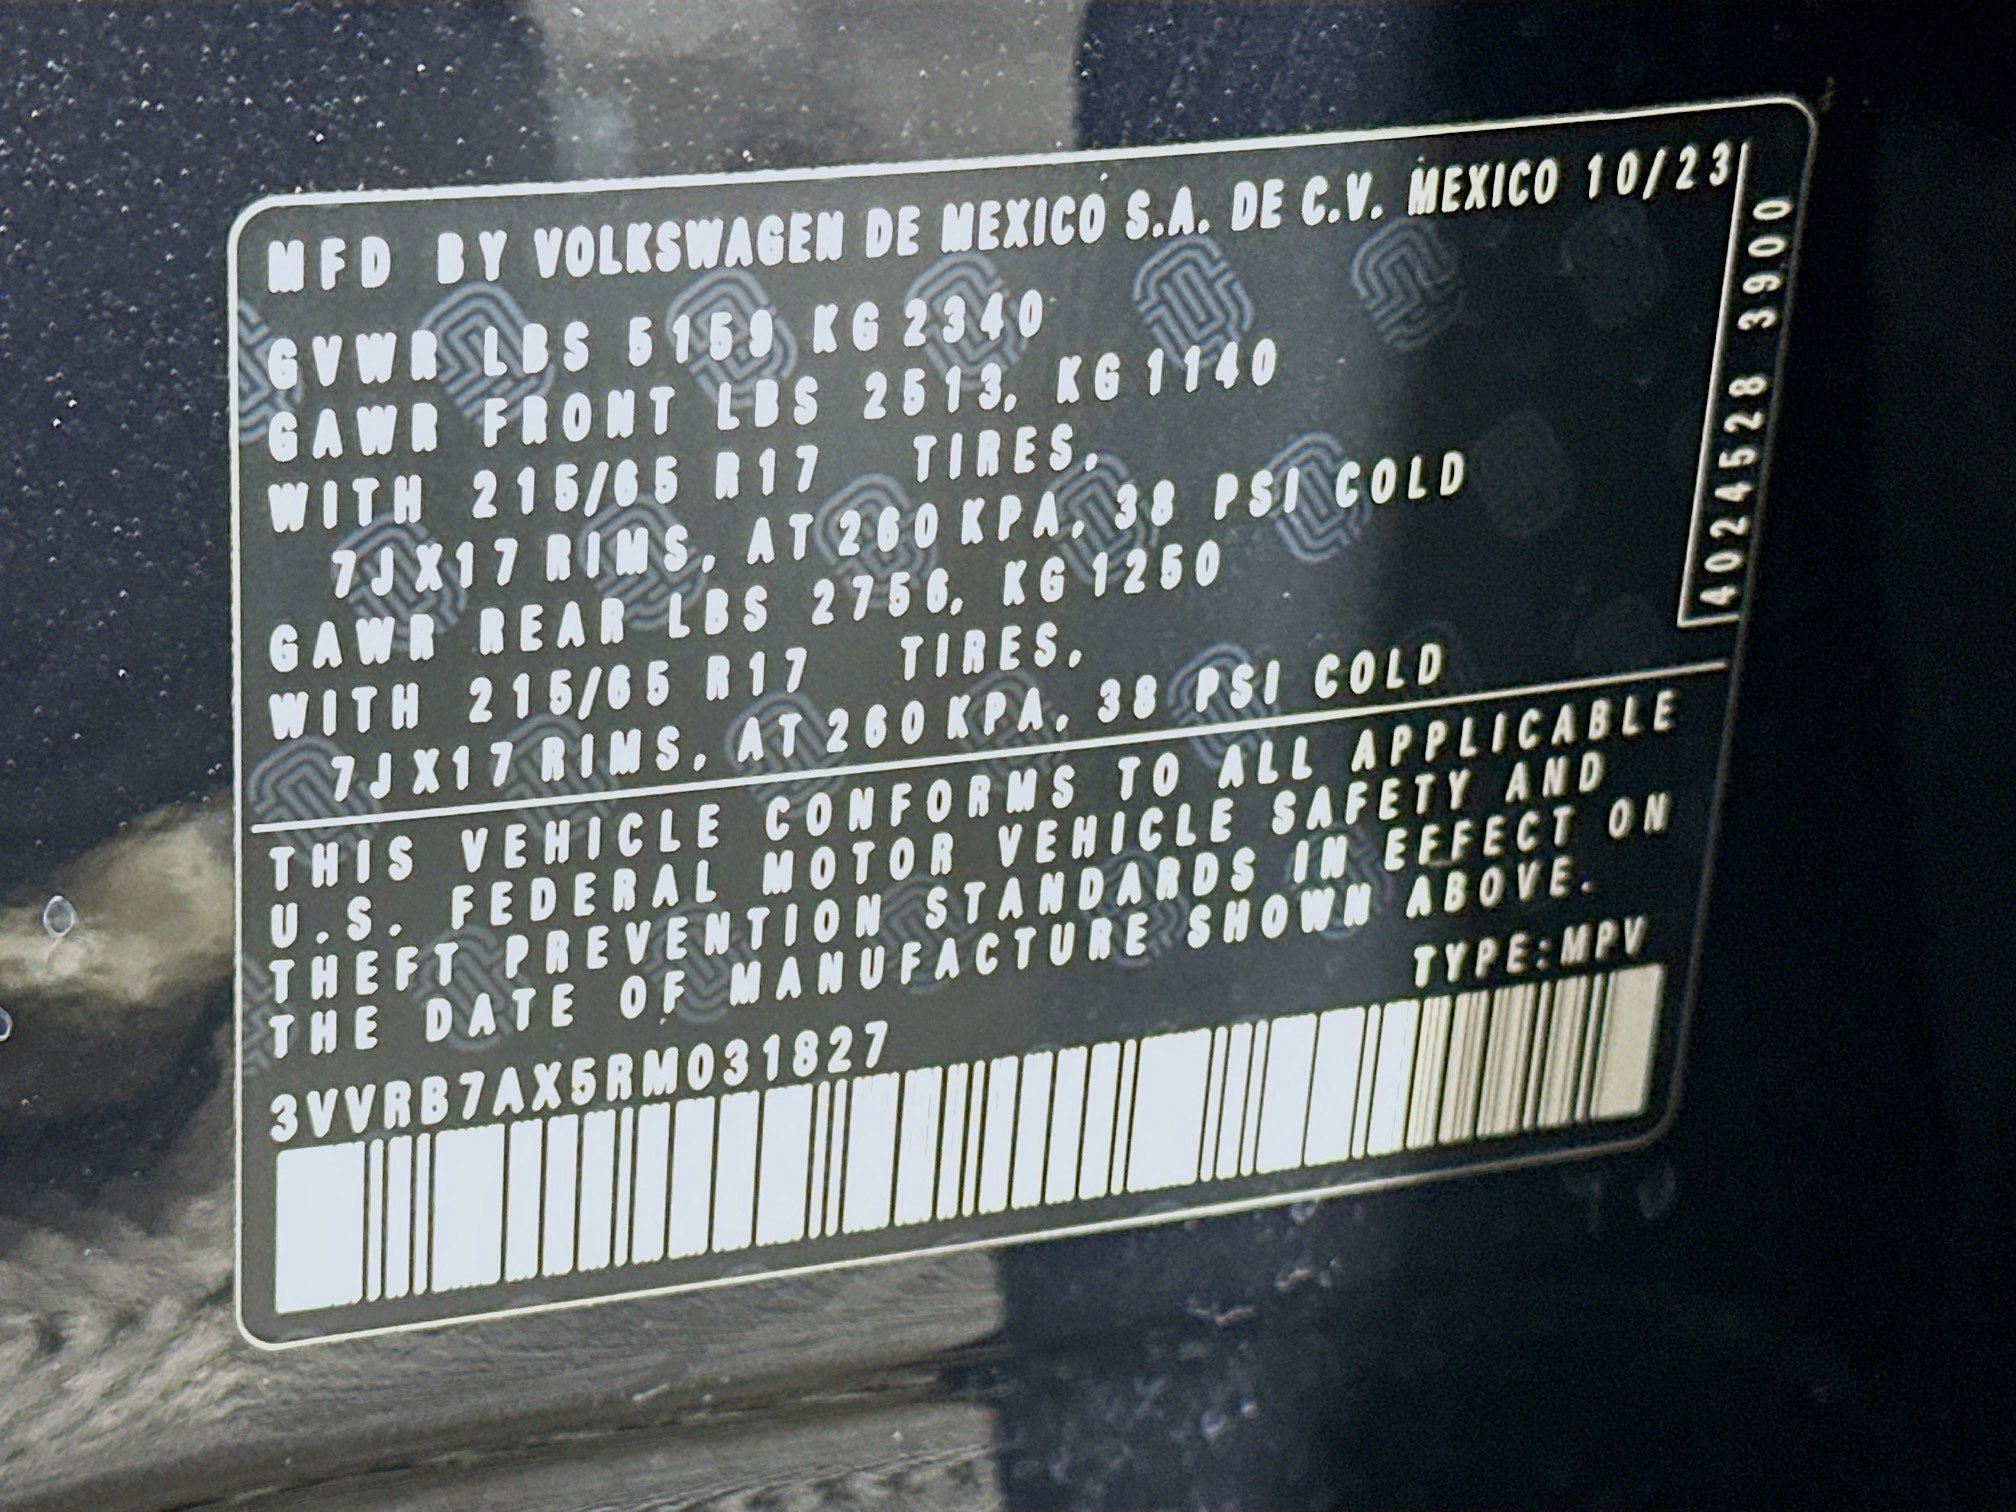 MFD BY VOLKSWAGEN DE MEXICO S.A. DE C.V. MEXICO 10/23
GVWR LBS 5159 KG 2340
GAWR FRONT LBS 2513, KG 1140
WITH 215/65 R17 TIRES,
7JX17 RIMS, AT 260 KPA, 38 PSI COLD
GAWR REAR LBS 2756, KG 1250
WITH 215/65 R17 TIRES,
7JX17 RIMS, AT 260 KPA, 38 PSI COLD
4024528 3900
THIS VEHICLE CONFORMS TO ALL APPLICABLE
U.S. FEDERAL MOTOR VEHICLE SAFETY AND
THEFT PREVENTION STANDARDS IN EFFECT ON
THE DATE OF MANUFACTURE SHOWN ABOVE.
TYPE:MPV
3VVRB7AX5RM031827